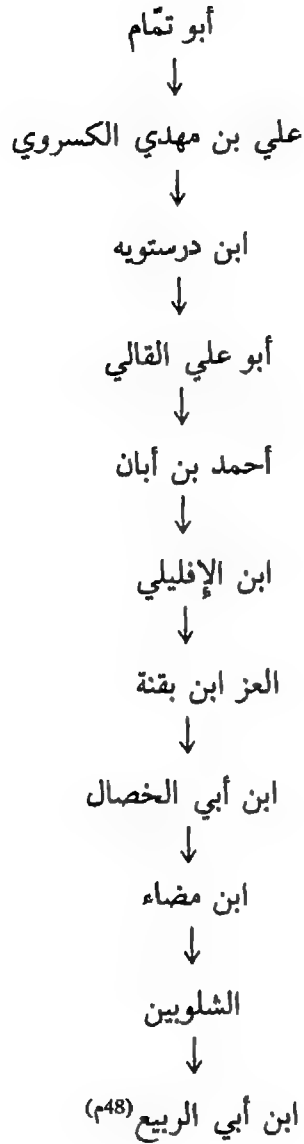 أبو تمّام
↓
علي بن مهدي الكسروي
↓
ابن درستويه
↓
أبو علي القالي
↓
أحمد بن أبان
↓
ابن الإفليلي
↓
العز ابن بقنة
↓
ابن أبي الخصال
↓
ابن مضاء
↓
الشلوبين
↓
ابن أبي الربيع(48م)